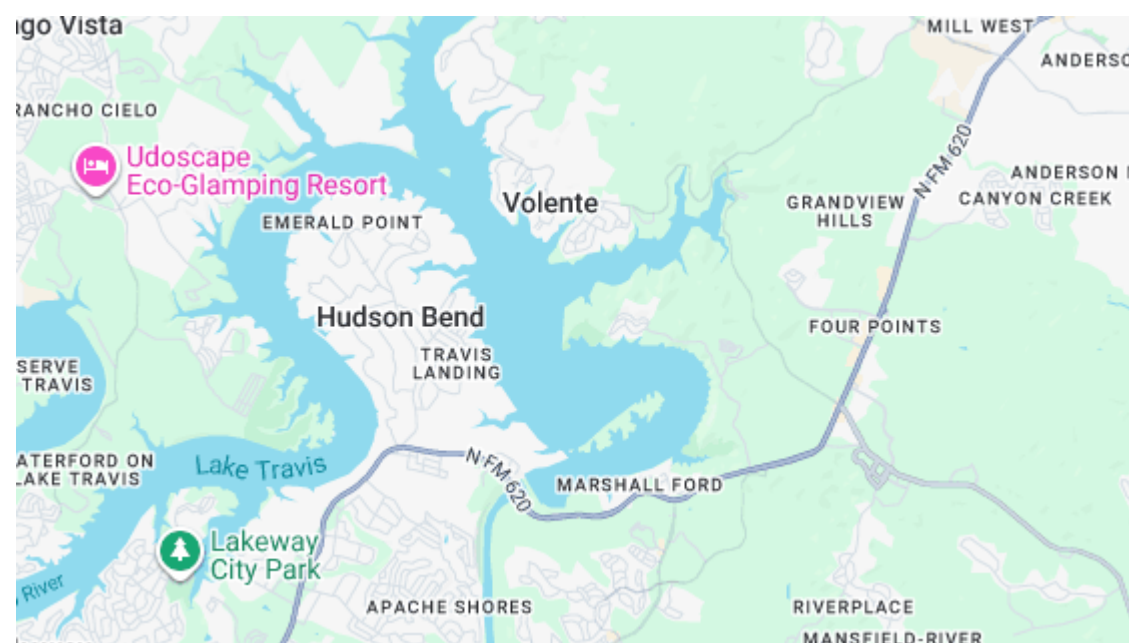 ago Vista
MILL WEST
ANDERSO
RANCHO CIELO
N FM 620
Udoscape
Eco-Glamping Resort
ANDERSON
CANYON CREEK
Volente
GRANDVIEW
HILLS
EMERALD POINT
Hudson Bend
FOUR POINTS
TRAVIS
LANDING
SERVE
TRAVIS
ATERFORD ON
LAKE TRAVIS
Lake Travis
N FM 620
MARSHALL FORD
Lakeway
City Park
River
APACHE SHORES
RIVERPLACE
MANSFIELD-RIVER